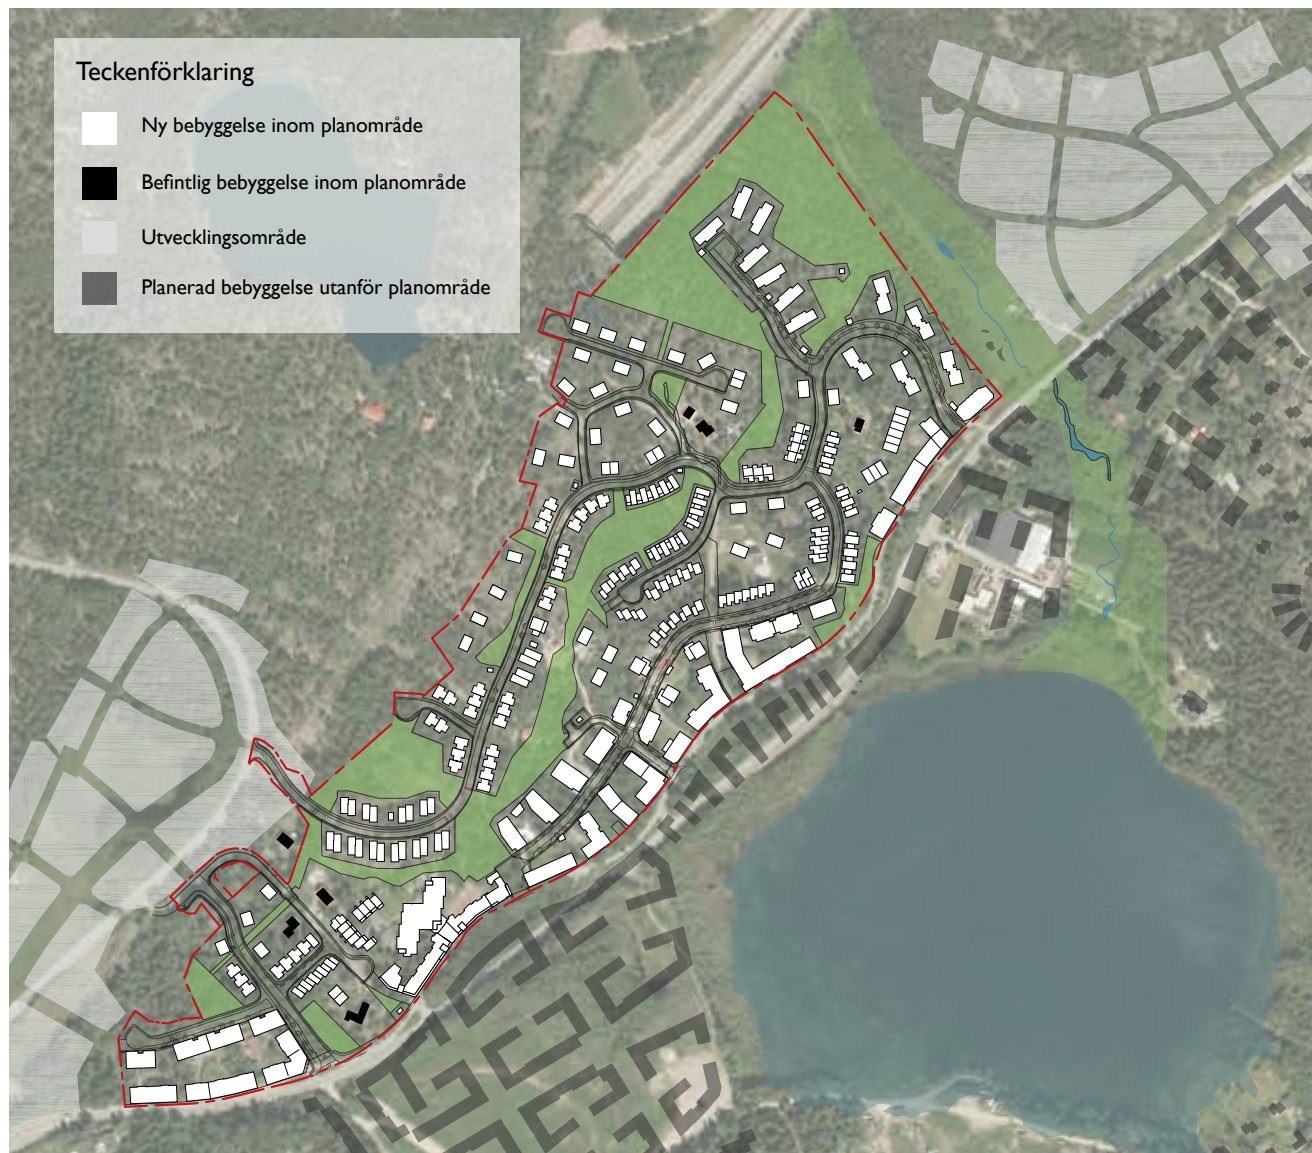 Teckenförklaring
Ny bebyggelse inom planområde
Befintlig bebyggelse inom planområde
Utvecklingsområde
Planerad bebyggelse utanför planområde